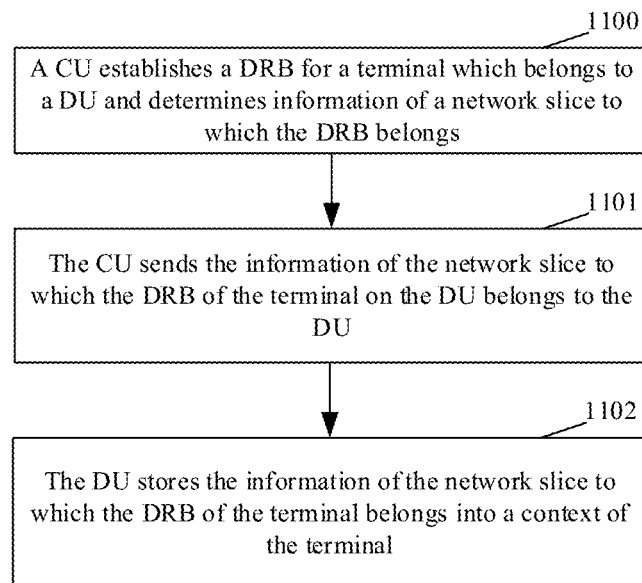 1100
A CU establishes a DRB for a terminal which belongs to
a DU and determines information of a network slice to
which the DRB belongs
1101
The CU sends the information of the network slice to
which the DRB of the terminal on the DU belongs to the
DU
1102
The DU stores the information of the network slice to
which the DRB of the terminal belongs into a context of
the terminal